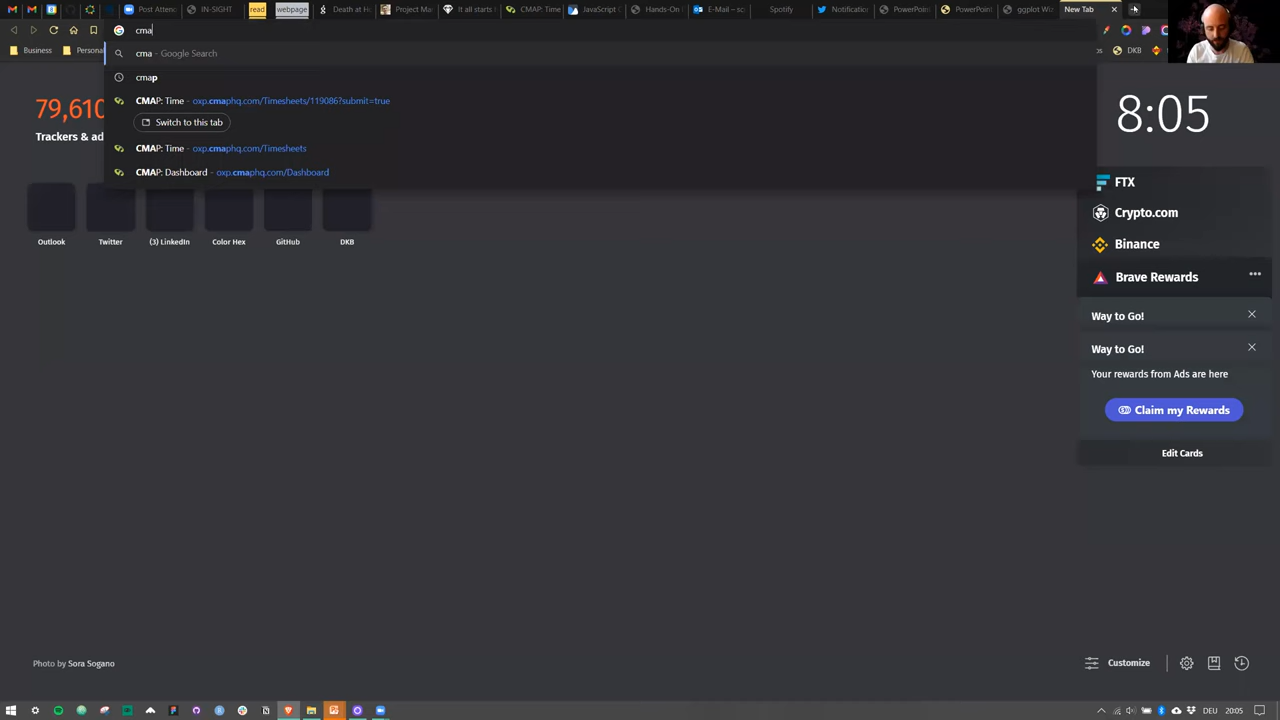 Post Atten
IN-SIGHT
read
webpage
Death at H
Project Ma
It all starts
CMAP: Time
JavaScript
Hands-On
E-Mail – sc
Spotify
Notification
PowerPoint
PowerPoint
ggplot Wiz
New Tab
cma
Business
Persona
DKB
cma - Google Search
cmap
CMAP: Time - oxp.cmaphq.com/Timesheets/119086?submit=true
Switch to this tab
CMAP: Time - oxp.cmaphq.com/Timesheets
CMAP: Dashboard - oxp.cmaphq.com/Dashboard
79,610
Trackers & ad
8:05
Outlook
Twitter
(3) LinkedIn
Color Hex
GitHub
DKB
FTX
Crypto.com
Binance
Brave Rewards
Way to Go!
Way to Go!
Your rewards from Ads are here
Claim my Rewards
Edit Cards
Photo by Sora Sogano
Customize
DEU
20:05